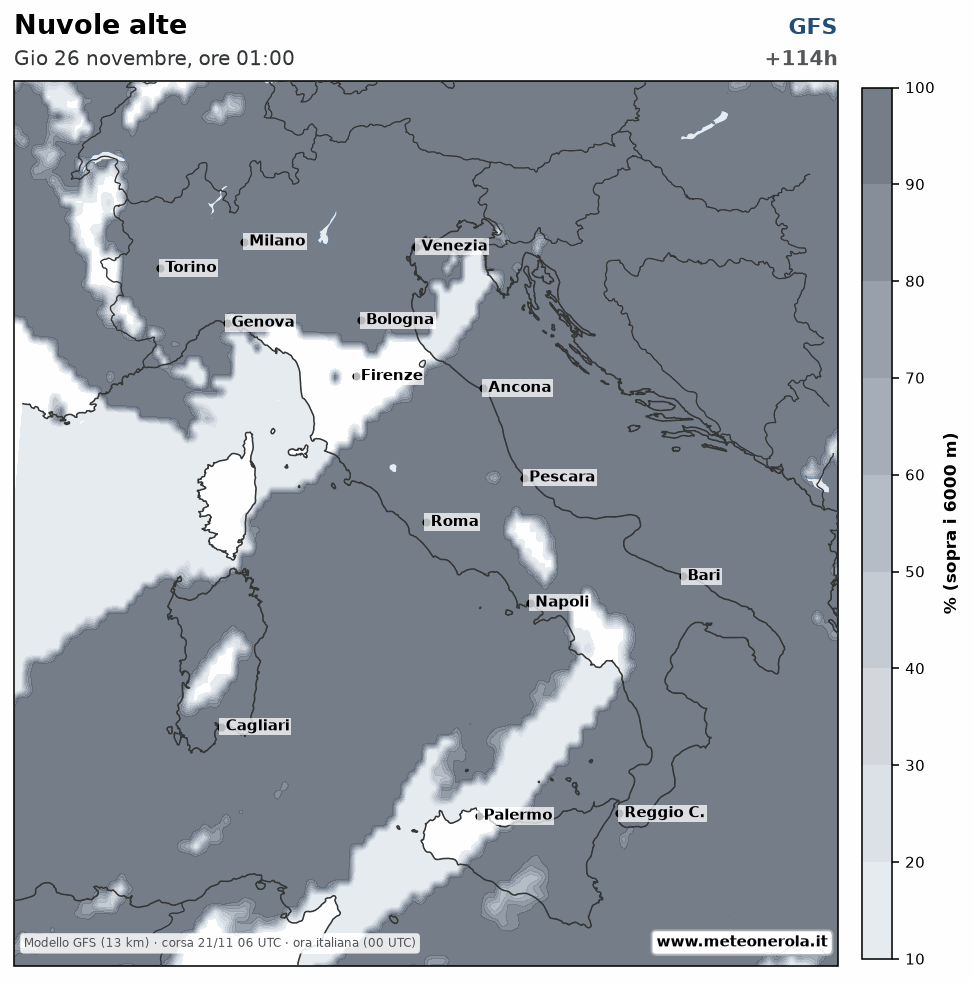 Nuvole alte
GFS
Gio 26 novembre, ore 01:00
+114h
100
90
80
70
60
50
40
30
20
10
% (sopra i 6000 m)
Milano
Venezia
Torino
Genova
Bologna
Firenze
Ancona
Pescara
Roma
Bari
Napoli
Cagliari
Palermo
Reggio C.
Modello GFS (13 km) · corsa 21/11 06 UTC · ora italiana (00 UTC)
www.meteonerola.it